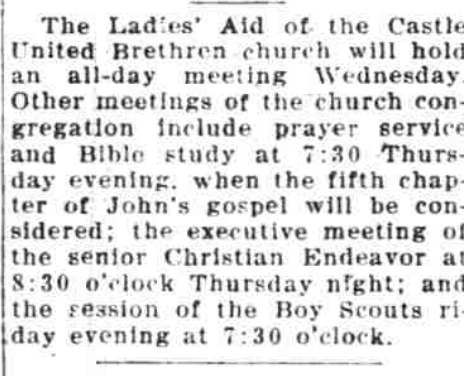 The Ladies' Aid of the Castle
United Brethren church will hold
an all-day meeting Wednesday.
Other meetings of the church con-
gregation include prayer service
and Bible study at 7:30 Thurs-
day evening, when the fifth chap-
ter of John's gospel will be con-
sidered; the executive meeting of
the senior Christian Endeavor at
8:30 o'clock Thursday night; and
the session of the Boy Scouts ri-
day evening at 7:30 o'clock.